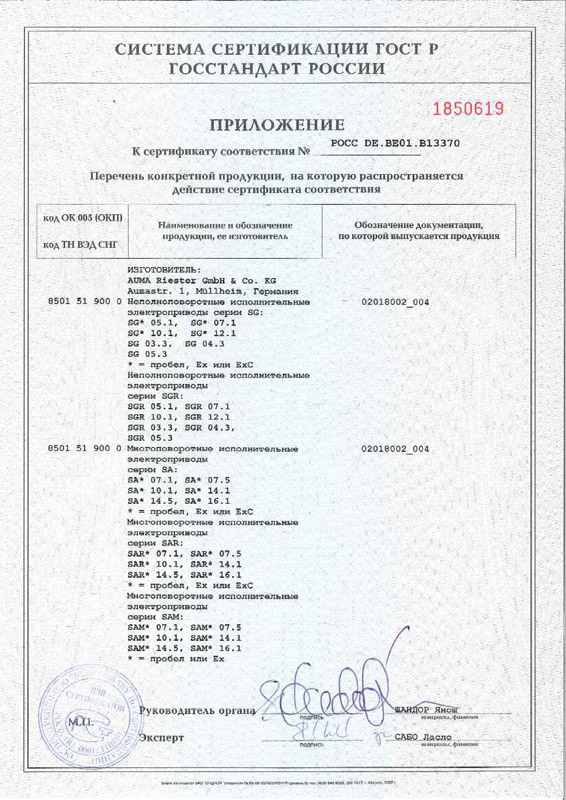 СИСТЕМА СЕРТИФИКАЦИИ ГОСТ Р
ГОССТАНДАРТ РОССИИ
1850619
ПРИЛОЖЕНИЕ
К сертификату соответствия № РОСС DE.BE01.B13370
Перечень конкретной продукции, на которую распространяется
действие сертификата соответствия
код ОК 005 (ОКП)
код ТН ВЭД СНГ
Наименование и обозначение
продукции, ее изготовитель
Обозначение документации,
по которой выпускается продукция
ИЗГОТОВИТЕЛЬ:
AUMA Riester GmbH & Co. KG
Aumastr. 1, Müllheim, Германия
8501 51 900 0 Неполноповоротные исполнительные 02018002_004
электроприводы серии SG:
SG* 05.1, SG* 07.1
SG* 10.1, SG* 12.1
SG 03.3, SG 04.3
SG 05.3
* = пробел, Ex или ExC
Неполноповоротные исполнительные
электроприводы
серии SGR:
SGR 05.1, SGR 07.1
SGR 10.1, SGR 12.1
SGR 03.3, SGR 04.3,
SGR 05.3
8501 51 900 0 Многоповоротные исполнительные 02018002_004
электроприводы
серии SA:
SA* 07.1, SA* 07.5
SA* 10.1, SA* 14.1
SA* 14.5, SA* 16.1
* = пробел, Ex или ExC
Многоповоротные исполнительные
электроприводы
серии SAR:
SAR* 07.1, SAR* 07.5
SAR* 10.1, SAR* 14.1
SAR* 14.5, SAR* 16.1
* = пробел, Ex или ExC
Многоповоротные исполнительные
электроприводы
серии SAM:
SAM* 07.1, SAM* 07.5
SAM* 10.1, SAM* 14.1
SAM* 14.5, SAM* 16.1
* = пробел или Ex
ДЛЯ
СЕРТИФИКАТОВ
М.П.
Руководитель органа ШАНДОР Янош
подпись инициалы, фамилия
Эксперт САБО Ласло
подпись инициалы, фамилия